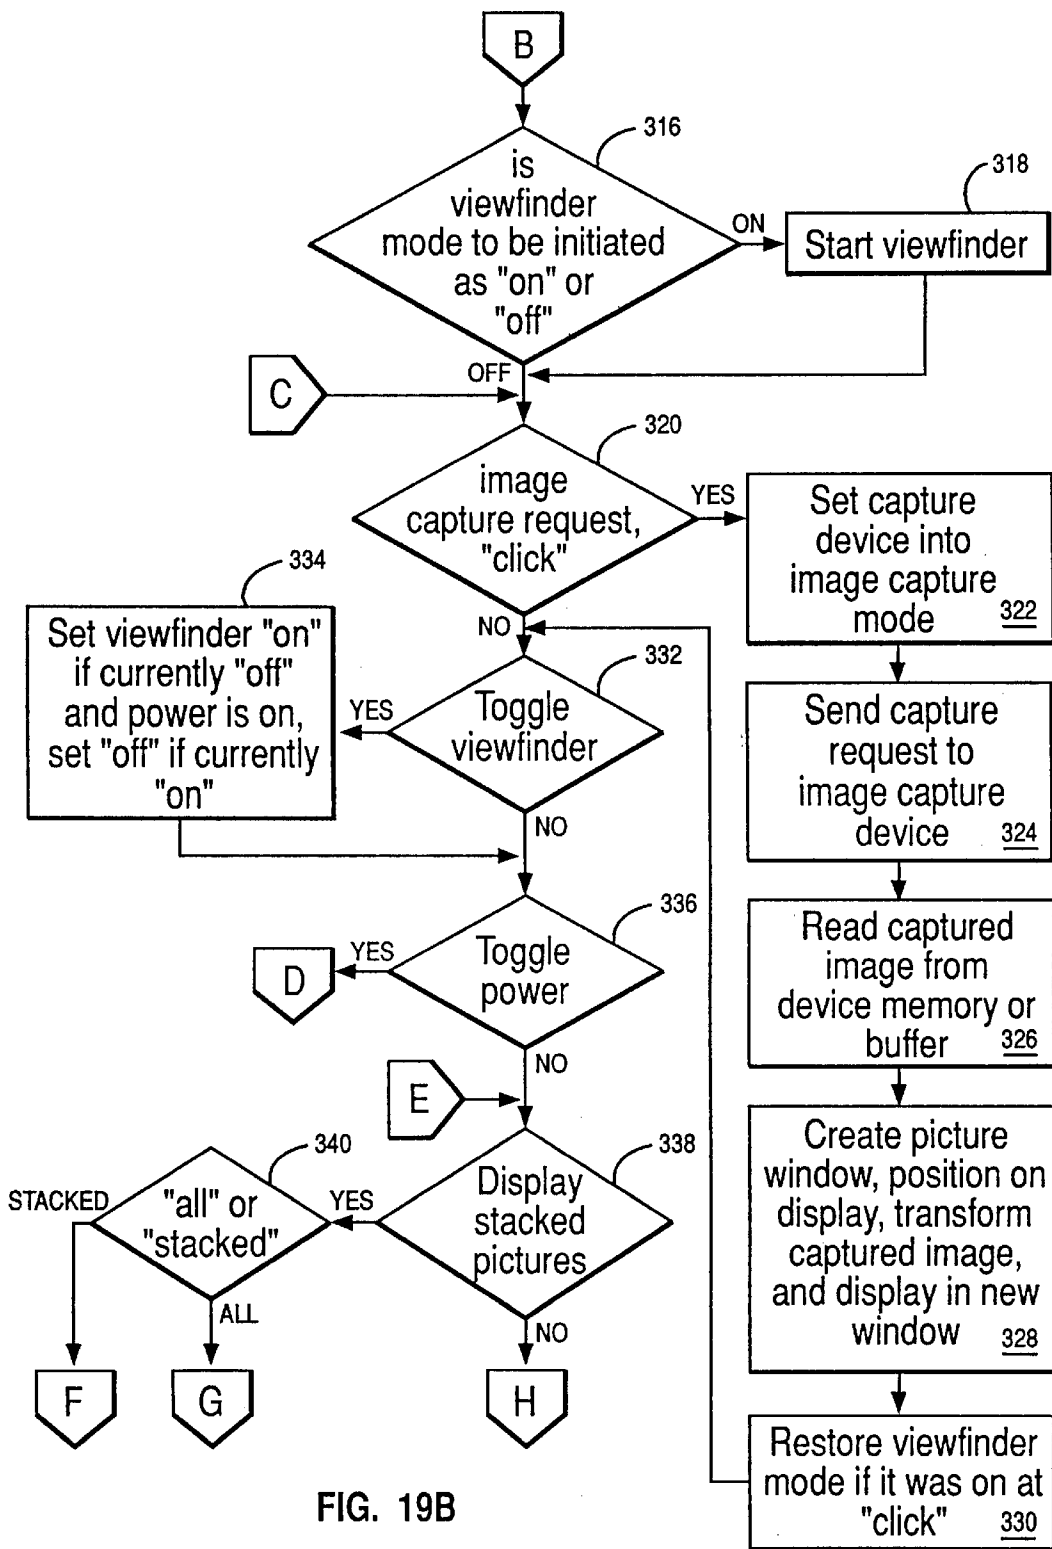 B
316
is
viewfinder
mode to be initiated
as "on" or
"off"
ON
318
Start viewfinder
OFF
C
320
image
capture request,
"click"
YES
Set capture
device into
image capture
mode 322
NO
334
Set viewfinder "on"
if currently "off"
and power is on,
set "off" if currently
"on"
332
Toggle
viewfinder
YES
NO
Send capture
request to
image capture
device 324
336
Toggle
power
YES
D
NO
Read captured
image from
device memory or
buffer 326
E
338
Display
stacked
pictures
YES
NO
340
"all" or
"stacked"
STACKED
ALL
Create picture
window, position on
display, transform
captured image,
and display in new
window 328
F
G
H
Restore viewfinder
mode if it was on at
"click" 330
FIG. 19B